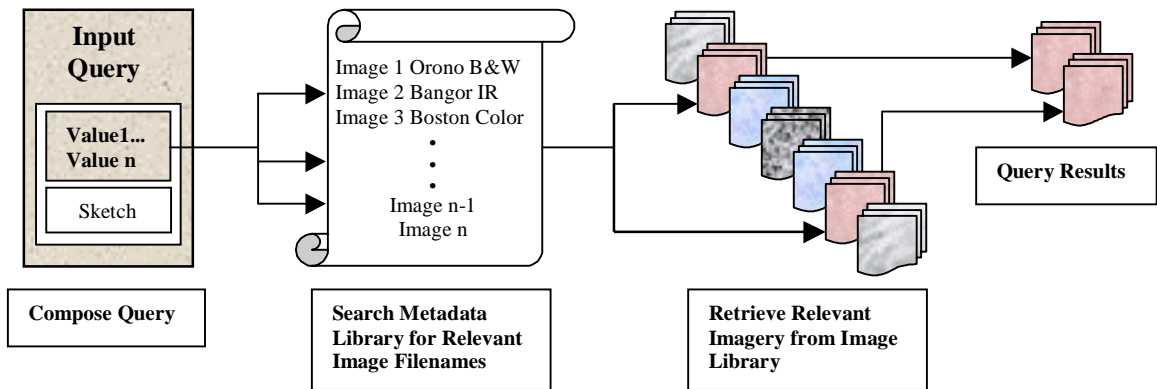 Input
Query
Value1...
Value n
Sketch
Compose Query
Image 1 Orono B&W
Image 2 Bangor IR
Image 3 Boston Color
Image n-1
Image n
Search Metadata
Library for Relevant
Image Filenames
Retrieve Relevant
Imagery from Image
Library
Query Results